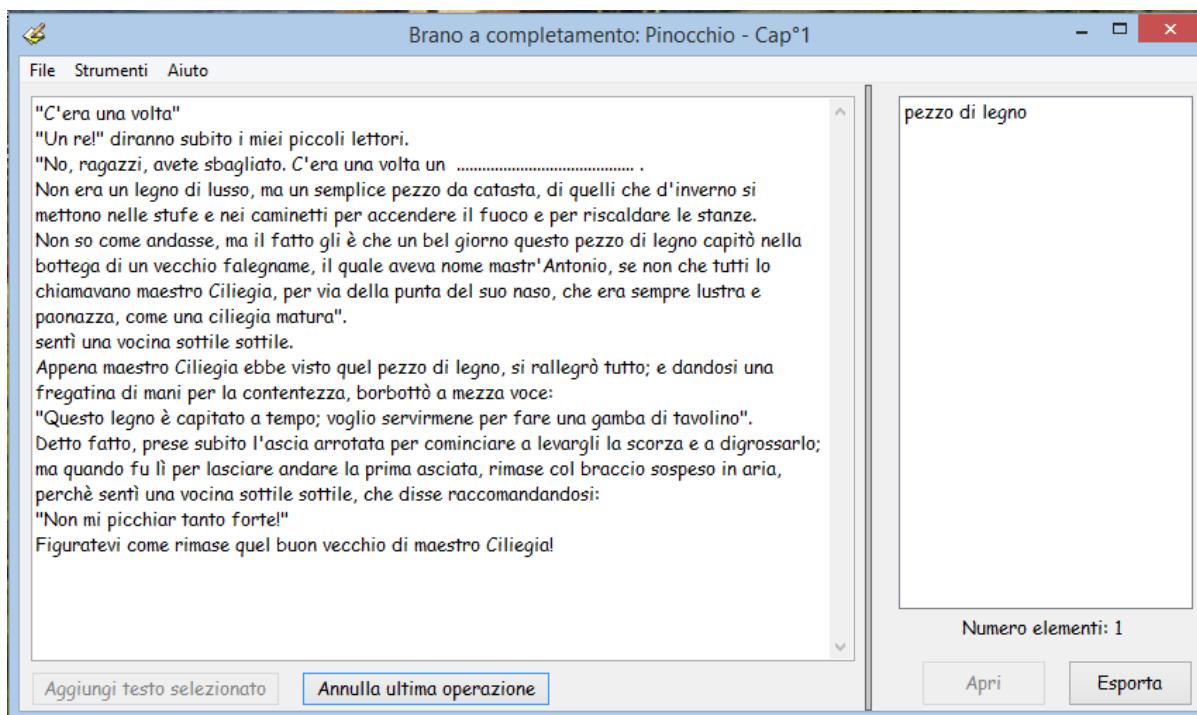 Brano a completamento: Pinocchio - Cap°1
File Strumenti Aiuto
"C'era una volta"
"Un re!" diranno subito i miei piccoli lettori.
"No, ragazzi, avete sbagliato. C'era una volta un .......................................... .
Non era un legno di lusso, ma un semplice pezzo da catasta, di quelli che d'inverno si
mettono nelle stufe e nei caminetti per accendere il fuoco e per riscaldare le stanze.
Non so come andasse, ma il fatto gli è che un bel giorno questo pezzo di legno capitò nella
bottega di un vecchio falegname, il quale aveva nome mastr'Antonio, se non che tutti lo
chiamavano maestro Ciliegia, per via della punta del suo naso, che era sempre lustra e
paonazza, come una ciliegia matura".
sentì una vocina sottile sottile.
Appena maestro Ciliegia ebbe visto quel pezzo di legno, si rallegrò tutto; e dandosi una
fregatina di mani per la contentezza, borbottò a mezza voce:
"Questo legno è capitato a tempo; voglio servirmene per fare una gamba di tavolino".
Detto fatto, prese subito l'ascia arrotata per cominciare a levargli la scorza e a digrossarlo;
ma quando fu lì per lasciare andare la prima asciata, rimase col braccio sospeso in aria,
perchè sentì una vocina sottile sottile, che disse raccomandandosi:
"Non mi picchiar tanto forte!"
Figuratevi come rimase quel buon vecchio di maestro Ciliegia!
Aggiungi testo selezionato
Annulla ultima operazione
pezzo di legno
Numero elementi: 1
Apri
Esporta